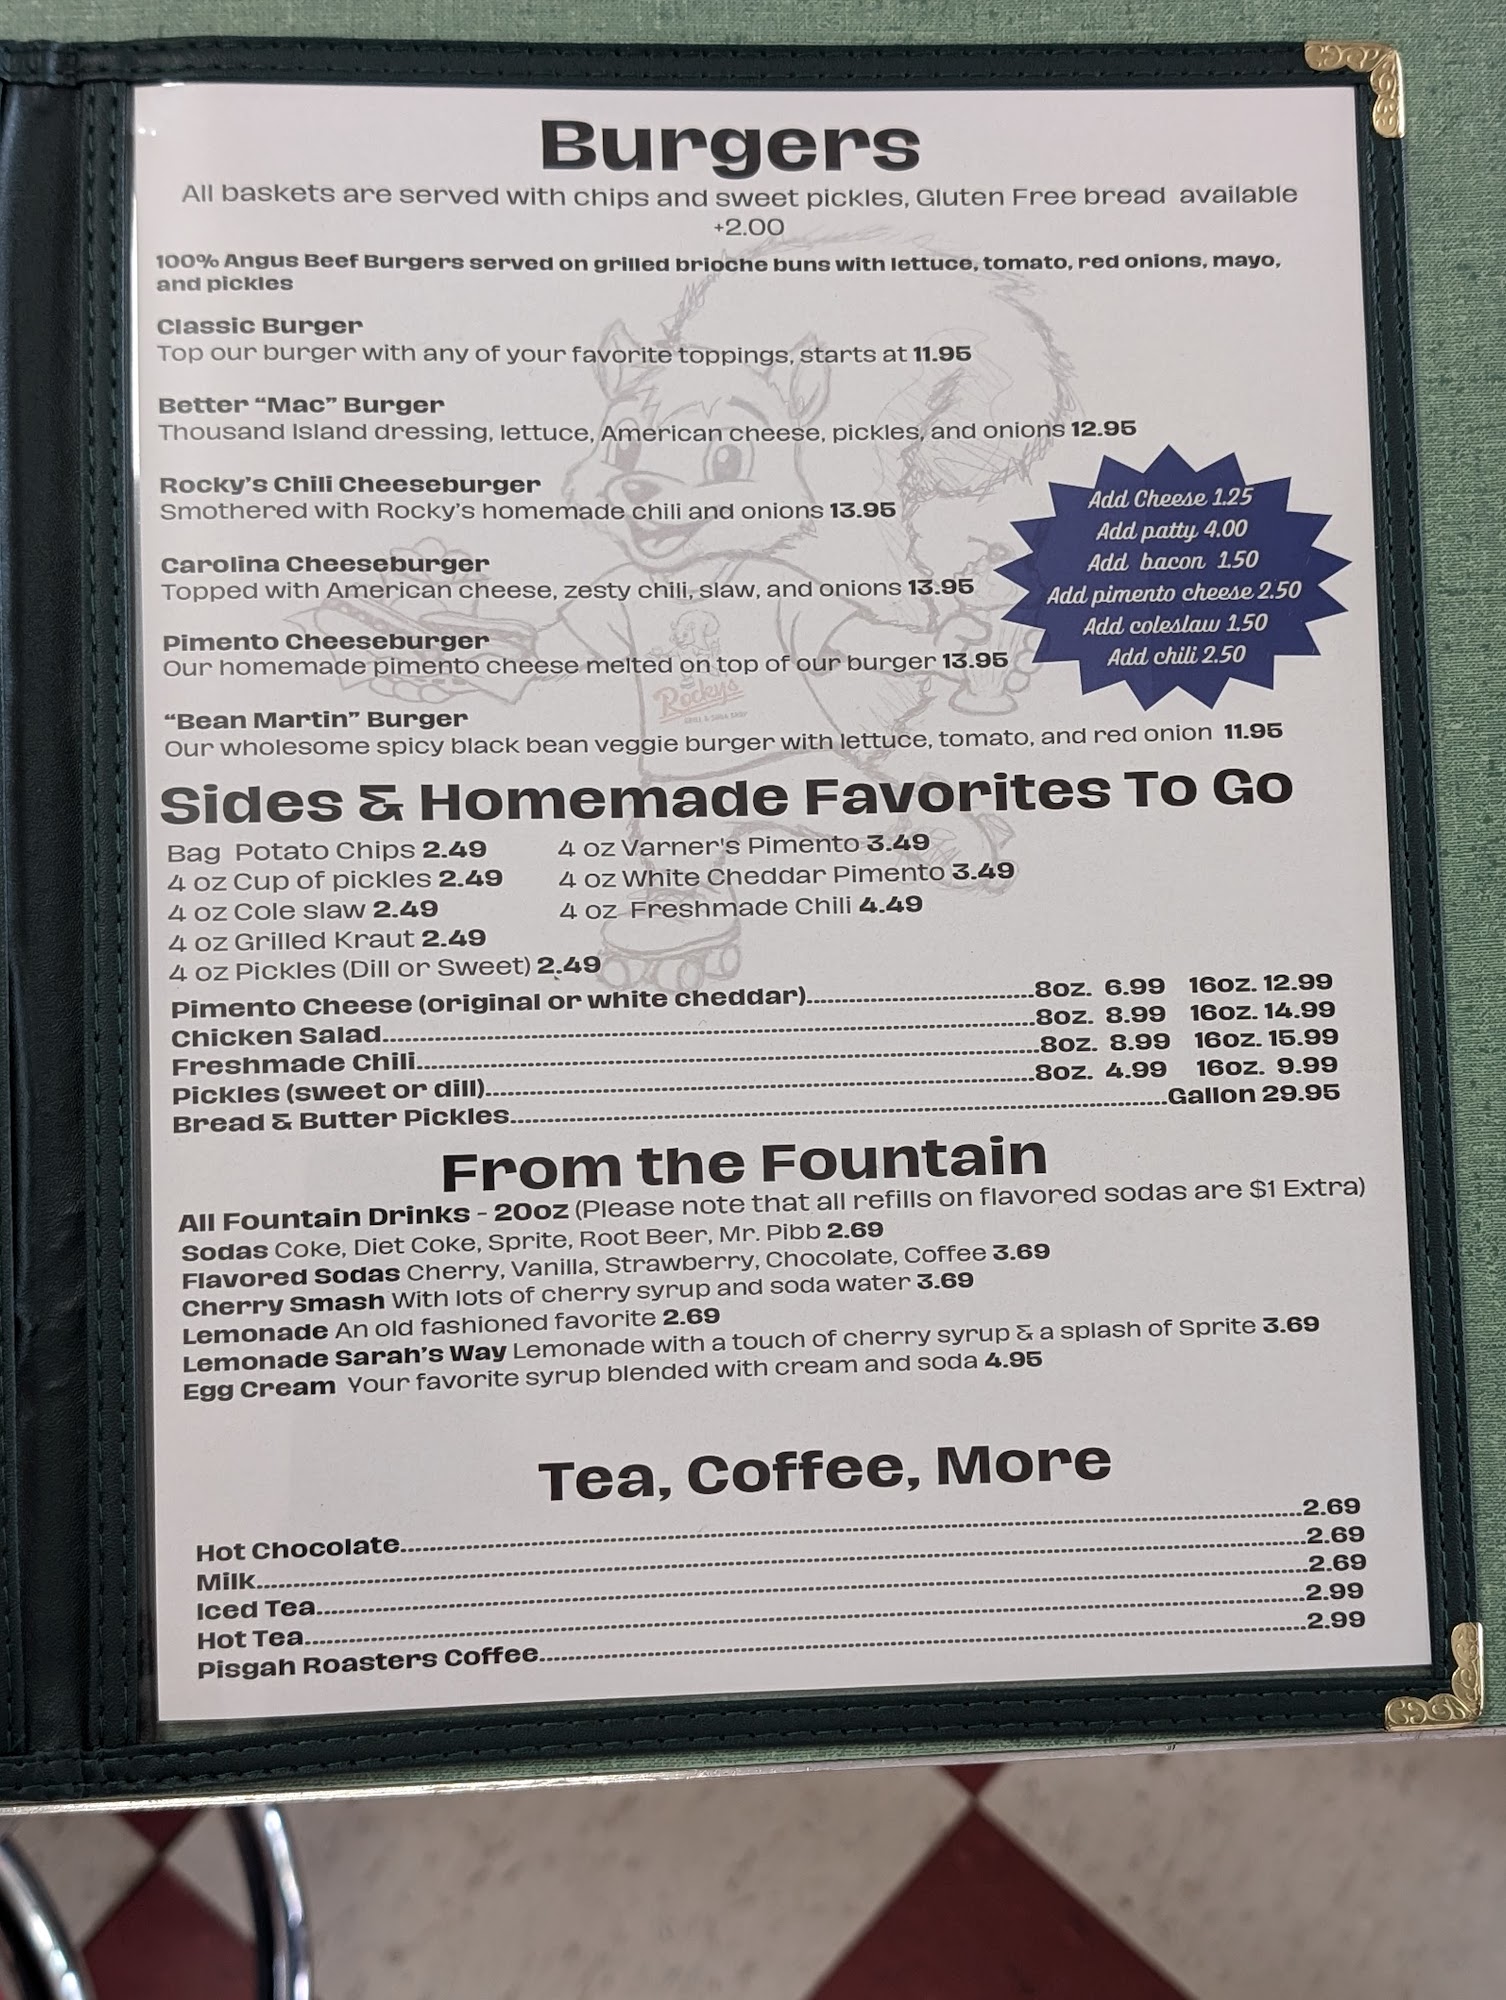 Burgers
All baskets are served with chips and sweet pickles, Gluten Free bread available
+2.00
100% Angus Beef Burgers served on grilled brioche buns with lettuce, tomato, red onions, mayo,
and pickles
Classic Burger
Top our burger with any of your favorite toppings, starts at 11.95
Better “Mac” Burger
Thousand Island dressing, lettuce, American cheese, pickles, and onions 12.95
Rocky’s Chili Cheeseburger
Smothered with Rocky’s homemade chili and onions 13.95
Carolina Cheeseburger
Topped with American cheese, zesty chili, slaw, and onions 13.95
Pimento Cheeseburger
Our homemade pimento cheese melted on top of our burger 13.95
“Bean Martin” Burger
Our wholesome spicy black bean veggie burger with lettuce, tomato, and red onion 11.95
Add Cheese 1.25
Add patty 4.00
Add bacon 1.50
Add pimento cheese 2.50
Add coleslaw 1.50
Add chili 2.50
Rocky's
GRILL & SODA SHOP
Sides & Homemade Favorites To Go
Bag Potato Chips 2.49
4 oz Cup of pickles 2.49
4 oz Cole slaw 2.49
4 oz Grilled Kraut 2.49
4 oz Pickles (Dill or Sweet) 2.49
4 oz Varner's Pimento 3.49
4 oz White Cheddar Pimento 3.49
4 oz Freshmade Chili 4.49
Pimento Cheese (original or white cheddar)..........8oz. 6.99 16oz. 12.99
Chicken Salad..........8oz. 8.99 16oz. 14.99
Freshmade Chili..........8oz. 8.99 16oz. 15.99
Pickles (sweet or dill)..........8oz. 4.99 16oz. 9.99
Bread & Butter Pickles..........Gallon 29.95
From the Fountain
All Fountain Drinks - 20oz (Please note that all refills on flavored sodas are $1 Extra)
Sodas Coke, Diet Coke, Sprite, Root Beer, Mr. Pibb 2.69
Flavored Sodas Cherry, Vanilla, Strawberry, Chocolate, Coffee 3.69
Cherry Smash With lots of cherry syrup and soda water 3.69
Lemonade An old fashioned favorite 2.69
Lemonade Sarah’s Way Lemonade with a touch of cherry syrup & a splash of Sprite 3.69
Egg Cream Your favorite syrup blended with cream and soda 4.95
Tea, Coffee, More
Hot Chocolate..........2.69
Milk..........2.69
Iced Tea..........2.69
Hot Tea..........2.99
Pisgah Roasters Coffee..........2.99